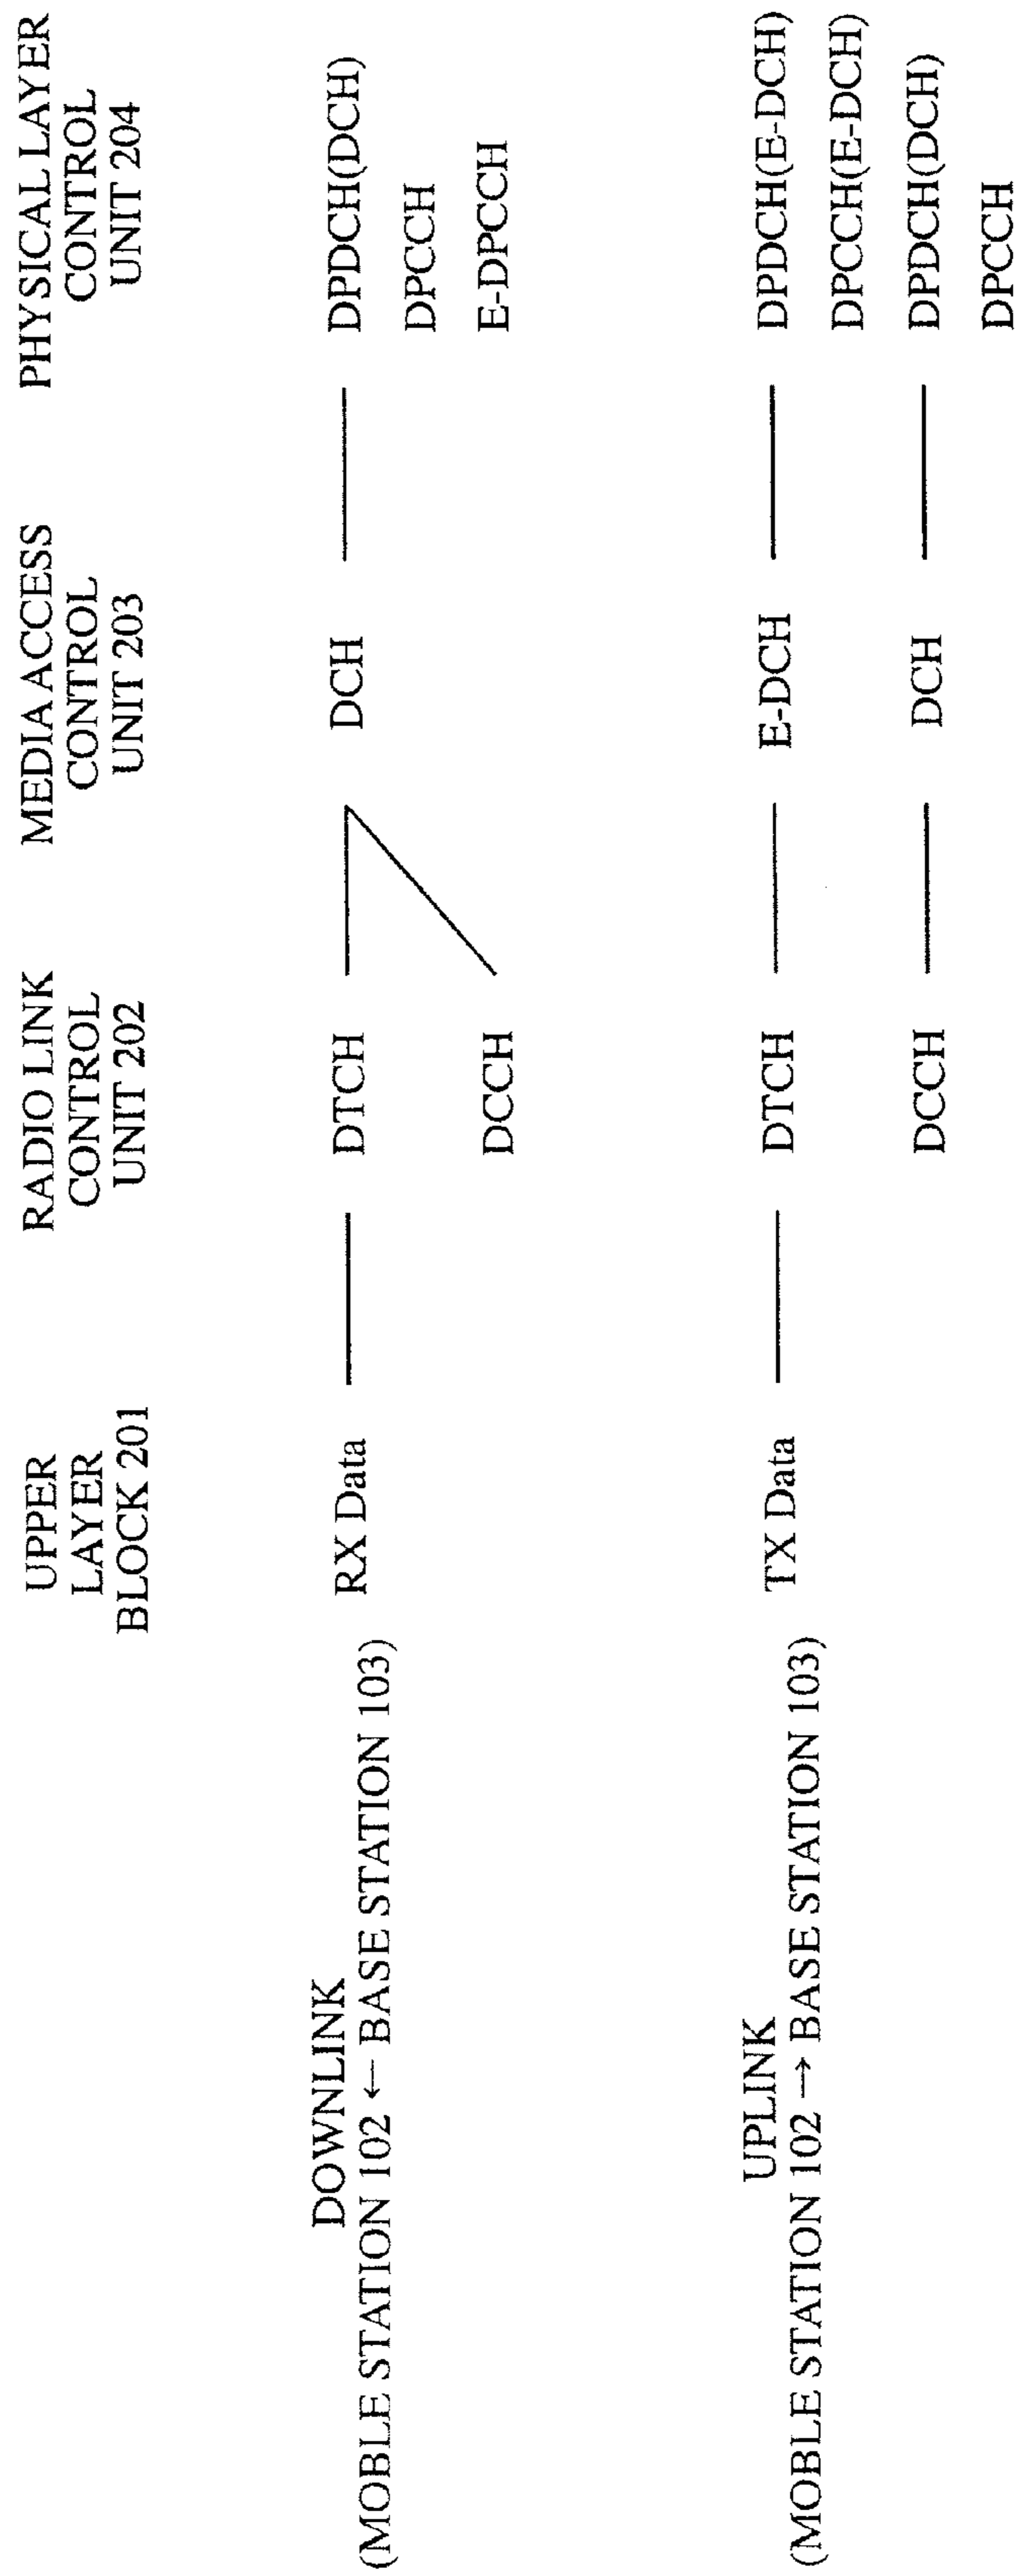 UPPER
LAYER
BLOCK 201
RADIO LINK
CONTROL
UNIT 202
MEDIA ACCESS
CONTROL
UNIT 203
PHYSICAL LAYER
CONTROL
UNIT 204
DOWNLINK
(MOBLE STATION 102 ← BASE STATION 103)
RX Data
DTCH
DCH
DPDCH(DCH)
DPCCH
DCCH
E-DPCCH
UPLINK
(MOBLE STATION 102 → BASE STATION 103)
TX Data
DTCH
E-DCH
DPDCH(E-DCH)
DPCCH(E-DCH)
DCCH
DCH
DPDCH(DCH)
DPCCH